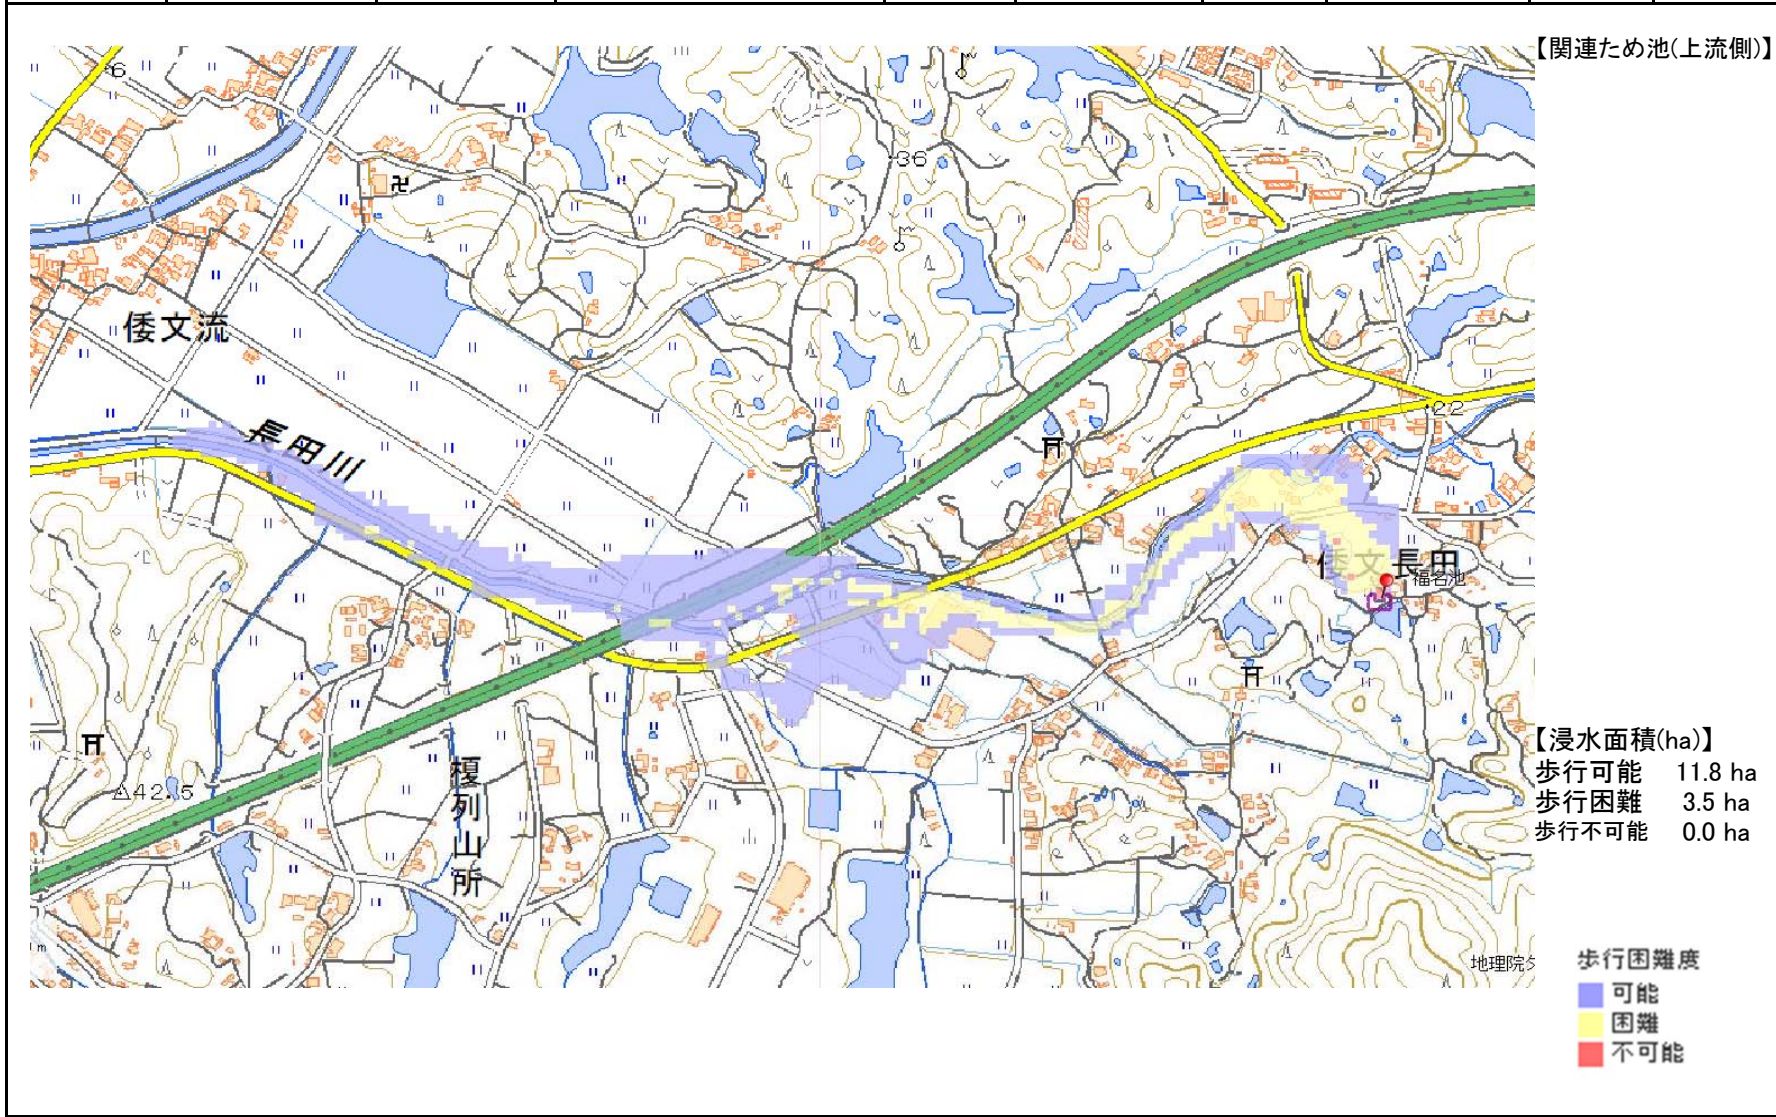 【関連ため池(上流側)】
6
36
倭文流
長田川
22
倭文長田
福名池
【浸水面積(ha)】
歩行可能 11.8 ha
歩行困難 3.5 ha
歩行不可能 0.0 ha
42.5
榎列山所
地理院タ
歩行困難度
可能
困難
不可能